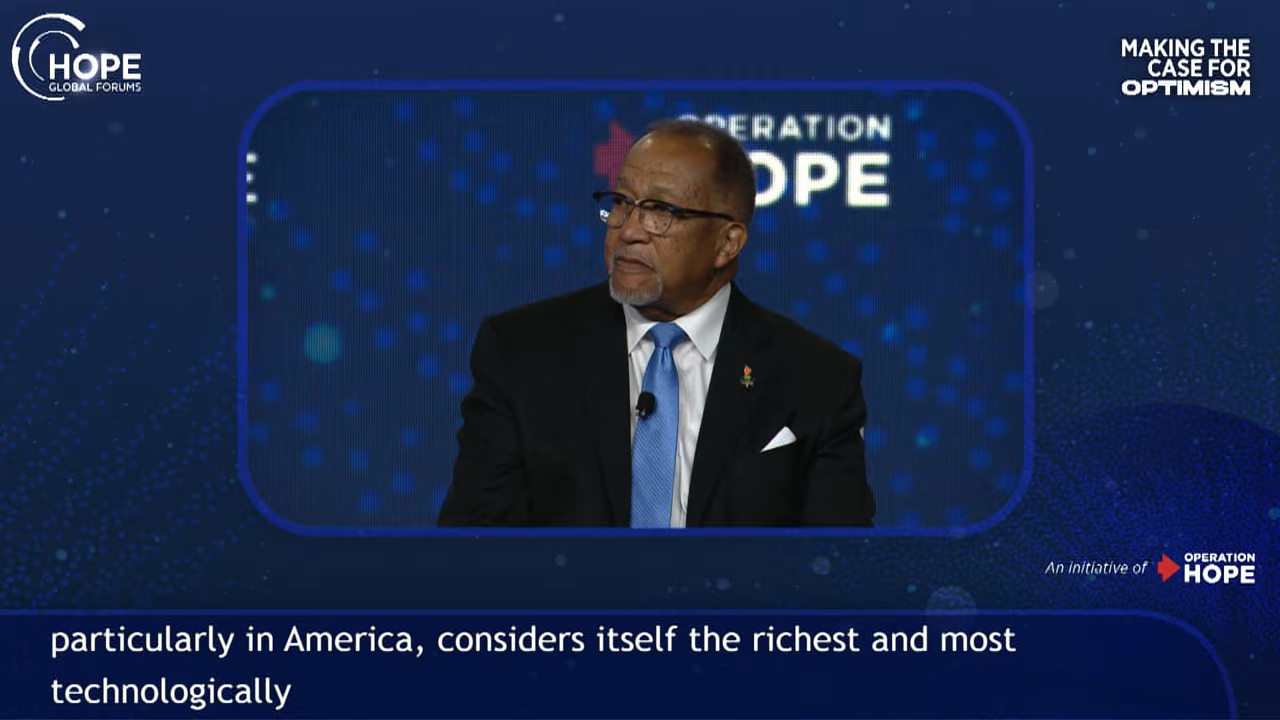 HOPE
GLOBAL FORUMS
MAKING THE
CASE FOR
OPTIMISM
OPERATION
HOPE
An initiative of
OPERATION
HOPE
particularly in America, considers itself the richest and most
technologically